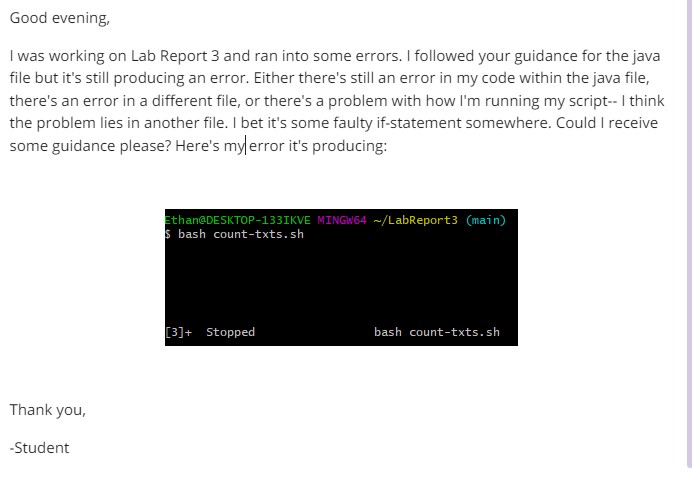 Good evening,
I was working on Lab Report 3 and ran into some errors. I followed your guidance for the java
file but it's still producing an error. Either there's still an error in my code within the java file,
there's an error in a different file, or there's a problem with how I'm running my script-- I think
the problem lies in another file. I bet it's some faulty if-statement somewhere. Could I receive
some guidance please? Here's my error it's producing:
Ethan@DESKTOP-133IKVE MINGW64 ~/LabReport3 (main)
$ bash count-txts.sh
[3]+  Stopped                 bash count-txts.sh
Thank you,
-Student